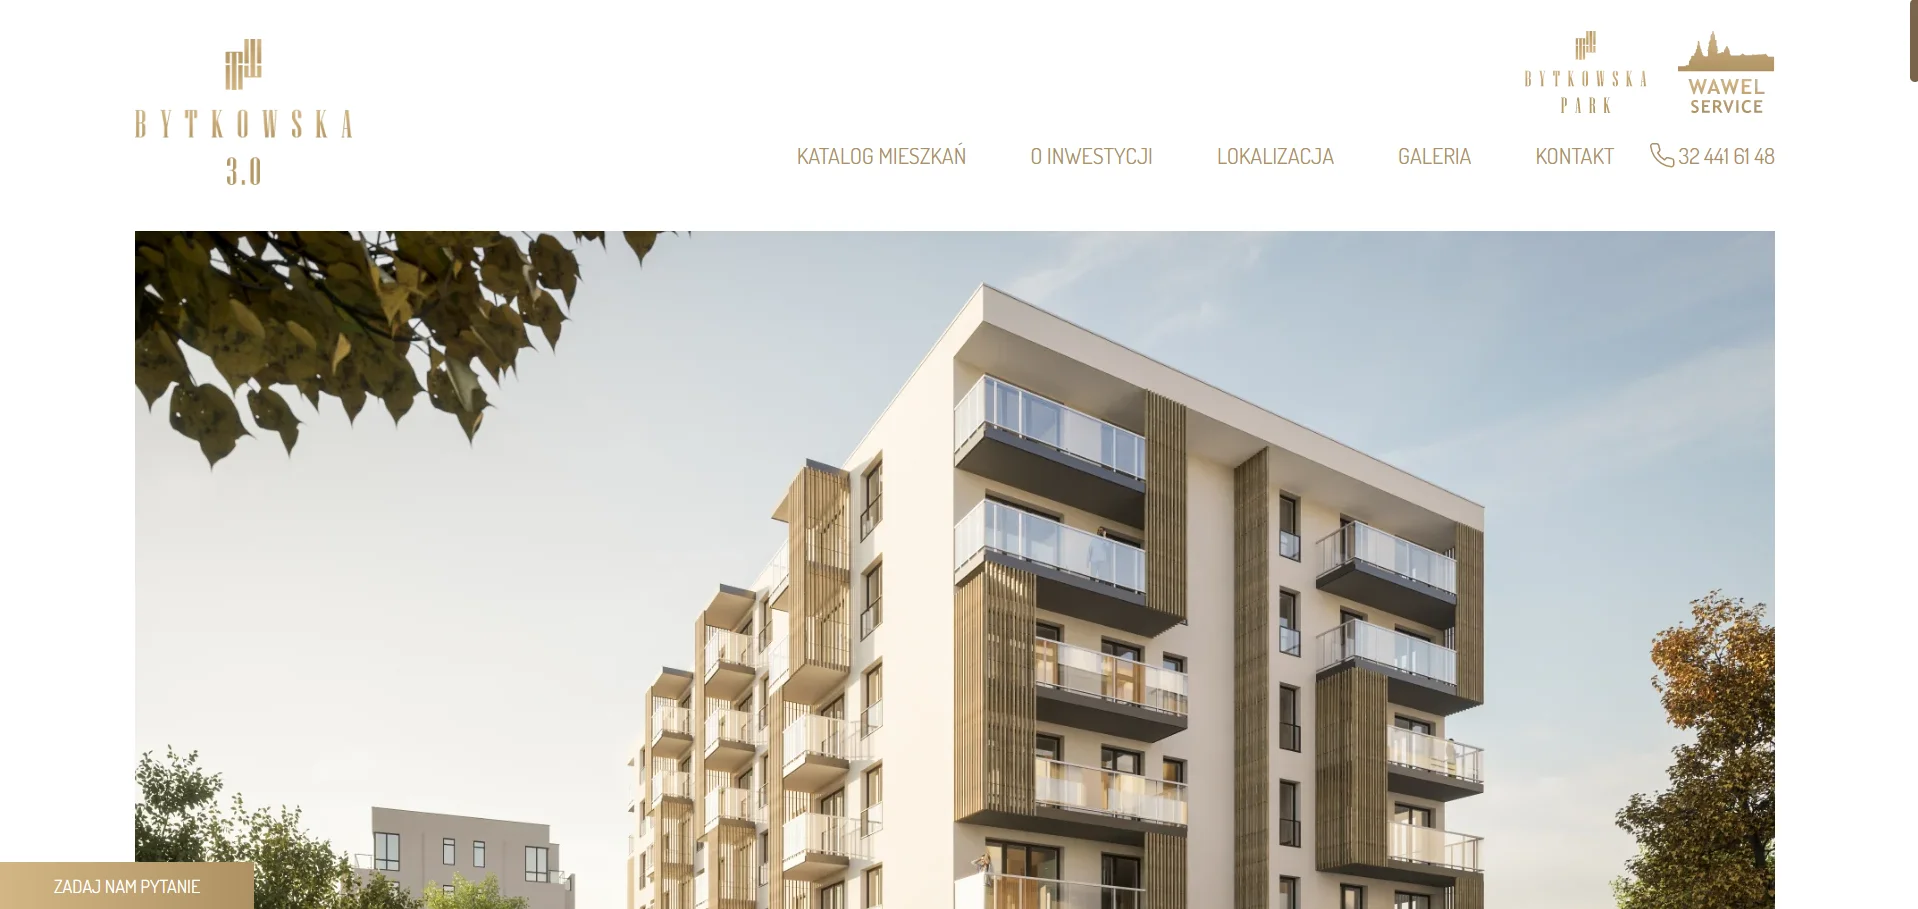 BYTKOWSKA
3.0
BYTKOWSKA
PARK
WAWEL
SERVICE
KATALOG MIESZKAŃ
O INWESTYCJI
LOKALIZACJA
GALERIA
KONTAKT
32 441 61 48
ZADAJ NAM PYTANIE